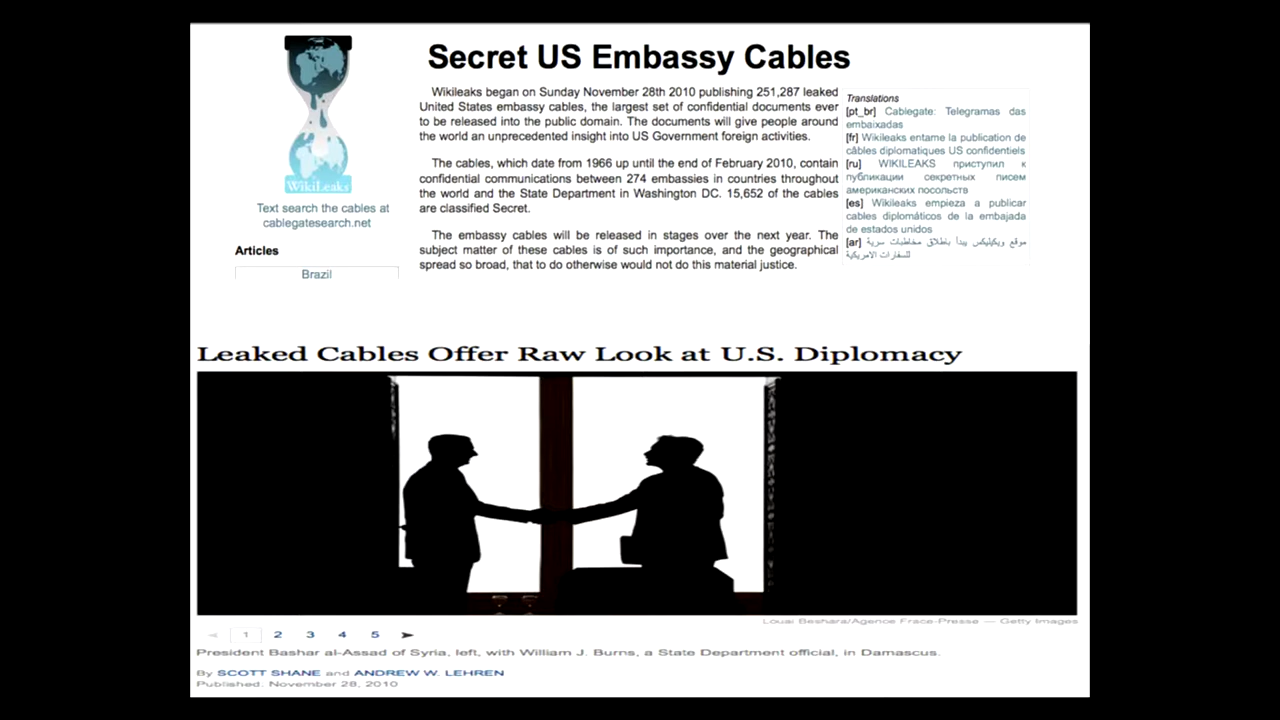 Secret US Embassy Cables
Wikileaks began on Sunday November 28th 2010 publishing 251,287 leaked
United States embassy cables, the largest set of confidential documents ever
to be released into the public domain. The documents will give people around
the world an unprecedented insight into US Government foreign activities.
The cables, which date from 1966 up until the end of February 2010, contain
confidential communications between 274 embassies in countries throughout
the world and the State Department in Washington DC. 15,652 of the cables
are classified Secret.
The embassy cables will be released in stages over the next year. The
subject matter of these cables is of such importance, and the geographical
spread so broad, that to do otherwise would not do this material justice.
WikiLeaks
Text search the cables at
cablegatesearch.net
Articles
Brazil
Translations
[pt_br] Cablegate: Telegramas das
embaixadas
[fr] Wikileaks entame la publication de
câbles diplomatiques US confidentiels
[ru] WIKILEAKS приступил к
публикации секретных писем
американских посольств
[es] Wikileaks empieza a publicar
cables diplomáticos de la embajada
de estados unidos
[ar] موقع ويكيليكس يبدأ بإطلاق مخاطبات سرية
للسفارات الامريكية
Leaked Cables Offer Raw Look at U.S. Diplomacy
Louai Beshara/Agence Frace-Presse — Getty Images
◄ 1 2 3 4 5 ►
President Bashar al-Assad of Syria, left, with William J. Burns, a State Department official, in Damascus.
By SCOTT SHANE and ANDREW W. LEHREN
Published: November 28, 2010